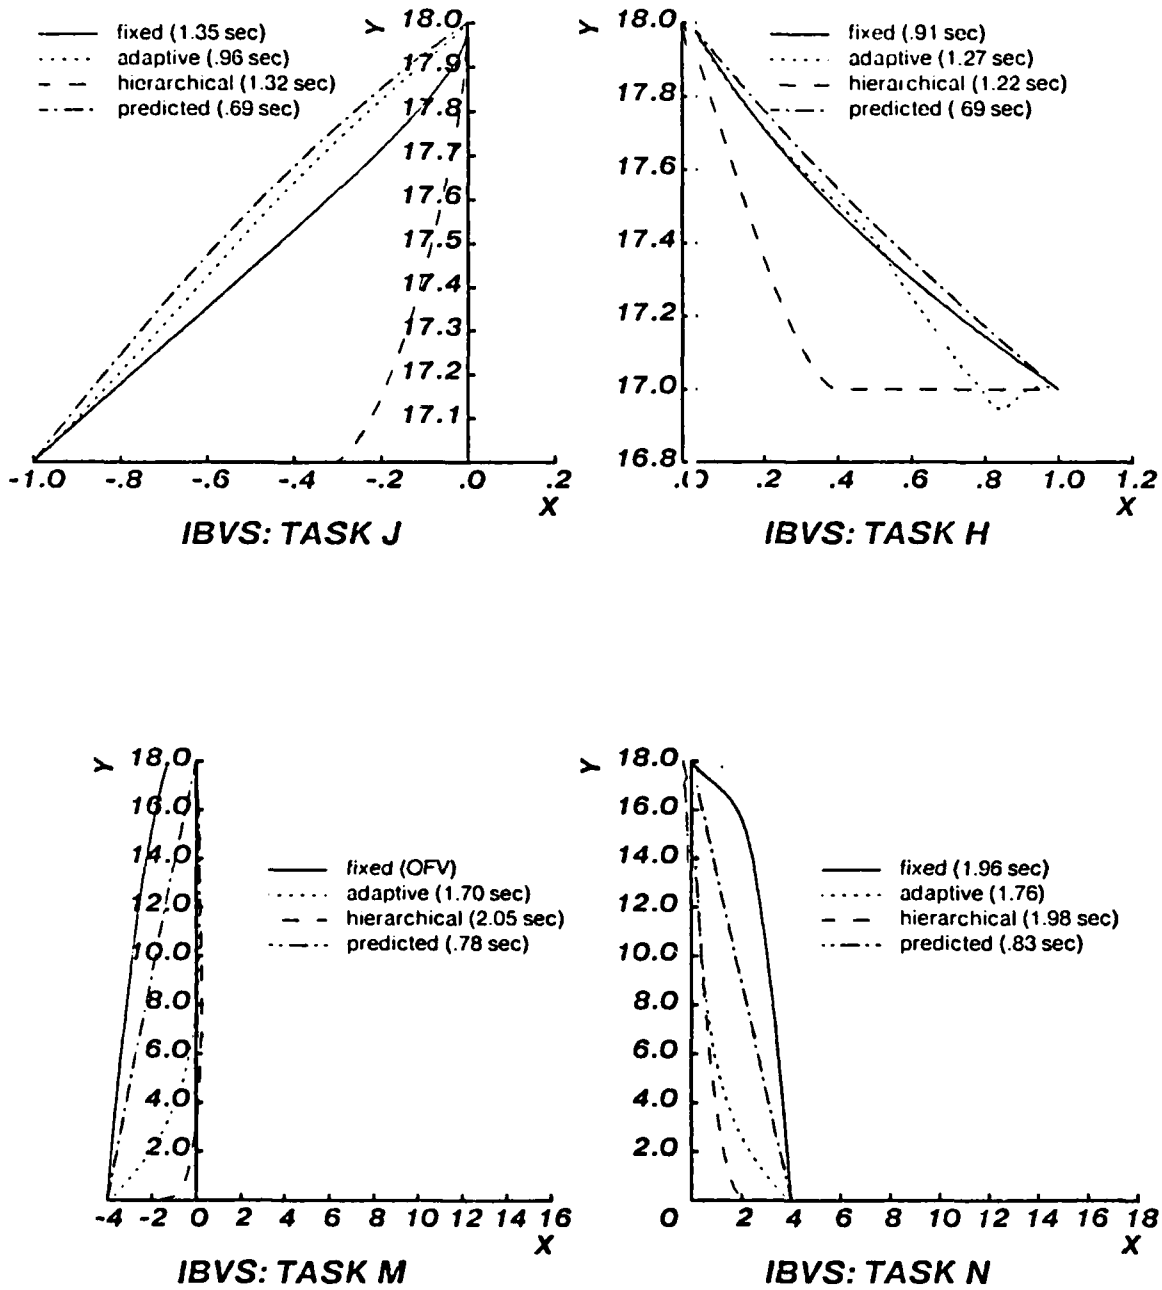 fixed (1.35 sec)
adaptive (.96 sec)
hierarchical (1.32 sec)
predicted (.69 sec)
Y
18.0
17.9
17.8
17.7
17.6
17.5
17.4
17.3
17.2
17.1
-1.0 -.8 -.6 -.4 -.2 .0 .2
X
IBVS: TASK J
fixed (.91 sec)
adaptive (1.27 sec)
hierarchical (1.22 sec)
predicted ( 69 sec)
Y
18.0
17.8
17.6
17.4
17.2
17.0
16.8
.0 .2 .4 .6 .8 1.0 1.2
X
IBVS: TASK H
fixed (OFV)
adaptive (1.70 sec)
hierarchical (2.05 sec)
predicted (.78 sec)
Y
18.0
16.0
14.0
12.0
10.0
8.0
6.0
4.0
2.0
-4 -2 0 2 4 6 8 10 12 14 16
X
IBVS: TASK M
fixed (1.96 sec)
adaptive (1.76)
hierarchical (1.98 sec)
predicted (.83 sec)
Y
18.0
16.0
14.0
12.0
10.0
8.0
6.0
4.0
2.0
0 2 4 6 8 10 12 14 16 18
X
IBVS: TASK N